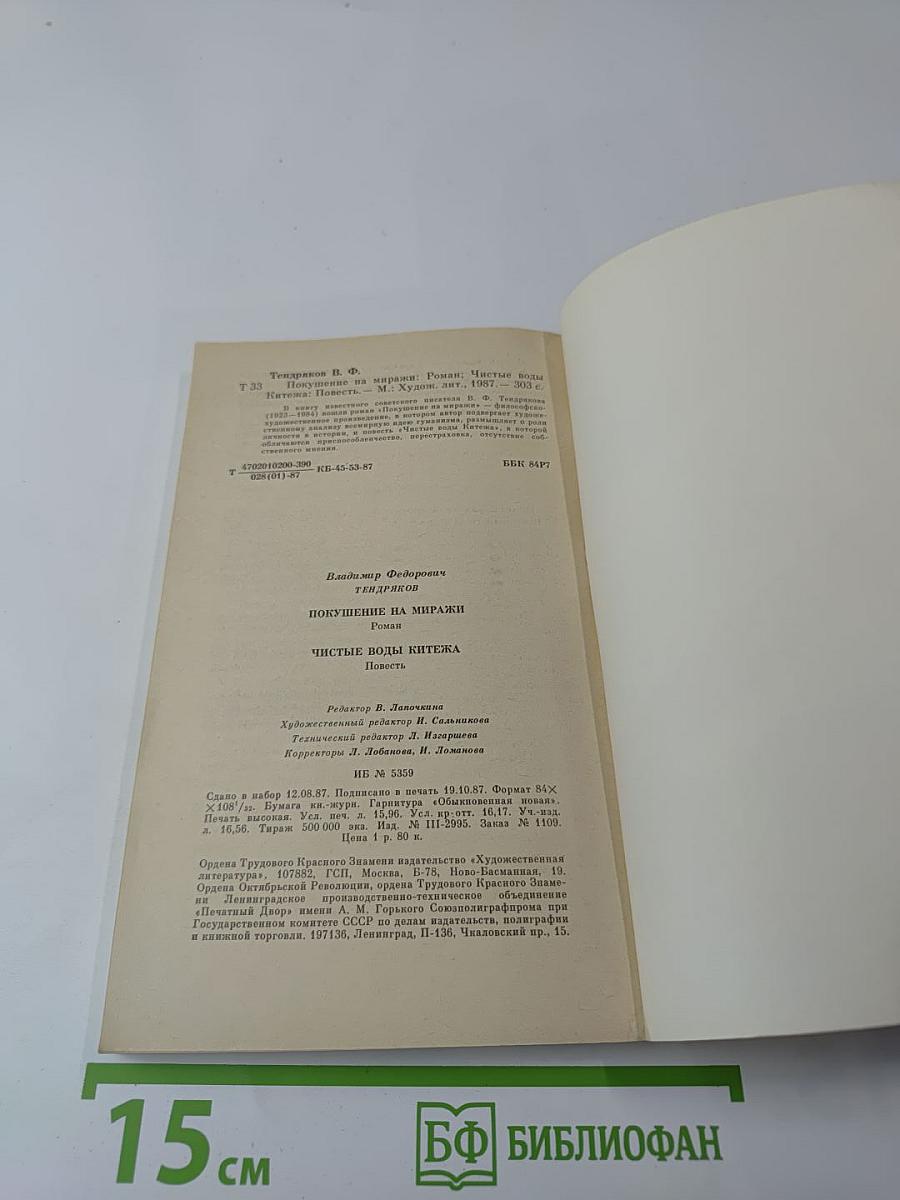 Тендряков В. Ф.
Т 33 Покушение на миражи: Роман; Чистые воды
Китежа: Повесть.— М.: Худож. лит., 1987.— 303 с.
В книгу известного советского писателя В. Ф. Тендрякова
(1923—1984) вошли роман «Покушение на миражи» — философско-
художественное произведение, в котором автор подвергает художе-
ственному анализу всемирную идею гуманизма, размышляет о роли
личности в истории, и повесть «Чистые воды Китежа», в которой
обличаются приспособленчество, перестраховка, отсутствие соб-
ственного мнения.
Т 4702010200-390 КБ-45-53-87 ББК 84Р7
028(01)-87
Владимир Федорович
ТЕНДРЯКОВ
ПОКУШЕНИЕ НА МИРАЖИ
Роман
ЧИСТЫЕ ВОДЫ КИТЕЖА
Повесть
Редактор В. Лапочкина
Художественный редактор И. Сальникова
Технический редактор Л. Изгаршева
Корректоры Л. Лобанова, И. Ломанова
ИБ № 5359
Сдано в набор 12.08.87. Подписано в печать 19.10.87. Формат 84×
×108¹/₃₂. Бумага кн.-журн. Гарнитура «Обыкновенная новая».
Печать высокая. Усл. печ. л. 15,96. Усл. кр-отт. 16,17. Уч.-изд.
л. 16,56. Тираж 500 000 экз. Изд. № III-2995. Заказ № 1109.
Цена 1 р. 80 к.
Ордена Трудового Красного Знамени издательство «Художественная
литература». 107882, ГСП, Москва, Б-78, Ново-Басманная, 19.
Ордена Октябрьской Революции, ордена Трудового Красного Знаме-
ни Ленинградское производственно-техническое объединение
«Печатный Двор» имени А. М. Горького Союзполиграфпрома при
Государственном комитете СССР по делам издательств, полиграфии
и книжной торговли. 197136, Ленинград, П-136, Чкаловский пр., 15.
15 см
БФ БИБЛИОФАН